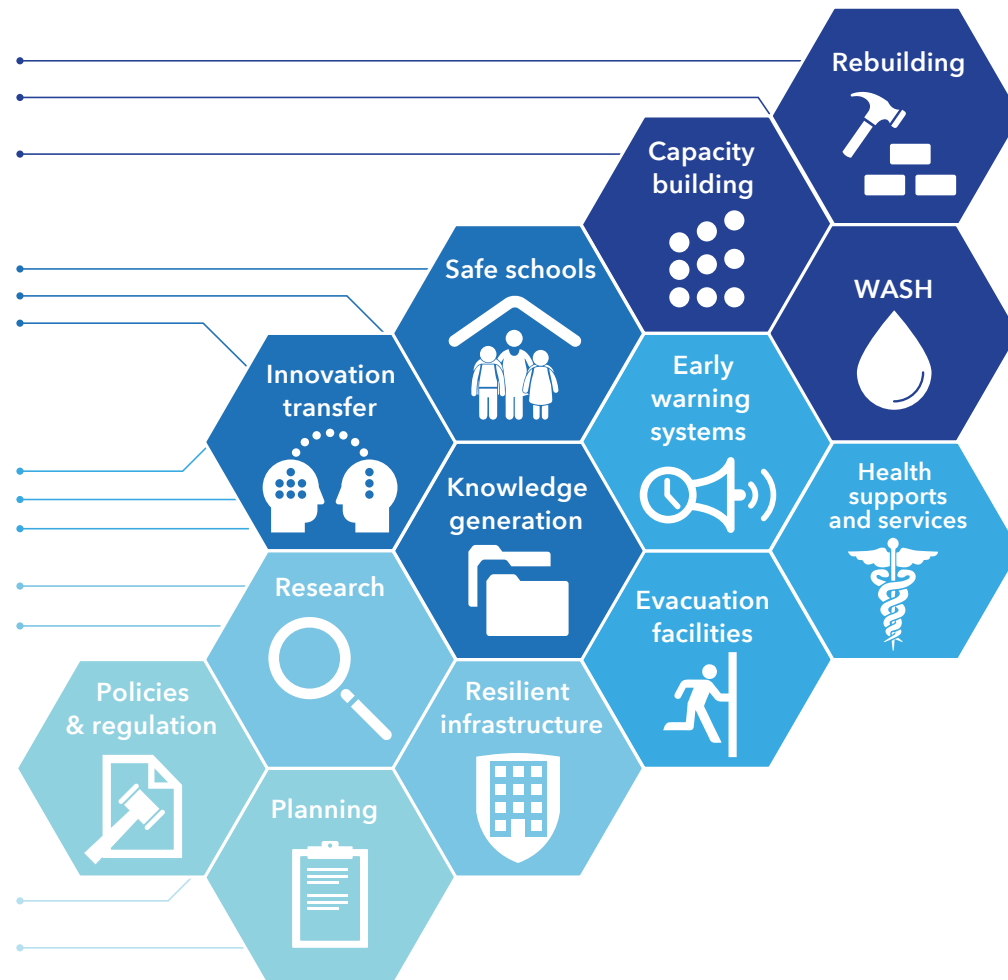 Rebuilding
Capacity
building
Safe schools
WASH
Innovation
transfer
Early
warning
systems
Knowledge
generation
Health
supports
and services
Research
Evacuation
facilities
Policies
& regulation
Resilient
infrastructure
Planning